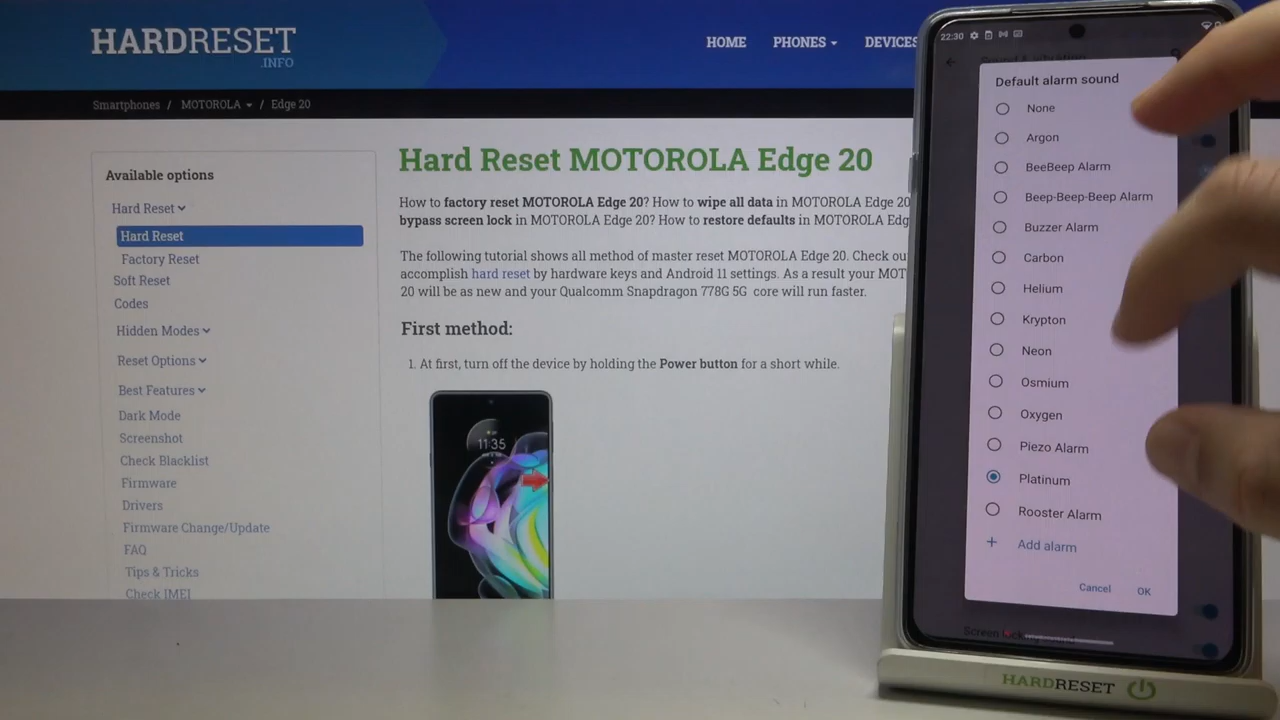 HARDRESET
.INFO
HOME PHONES DEVICES
Smartphones / MOTOROLA / Edge 20
Available options
Hard Reset
Hard Reset
Factory Reset
Soft Reset
Codes
Hidden Modes
Reset Options
Best Features
Dark Mode
Screenshot
Check Blacklist
Firmware
Drivers
Firmware Change/Update
FAQ
Tips & Tricks
Check IMEI
Hard Reset MOTOROLA Edge 20
How to factory reset MOTOROLA Edge 20? How to wipe all data in MOTOROLA Edge 20
bypass screen lock in MOTOROLA Edge 20? How to restore defaults in MOTOROLA Edg
The following tutorial shows all method of master reset MOTOROLA Edge 20. Check ou
accomplish hard reset by hardware keys and Android 11 settings. As a result your MOT
20 will be as new and your Qualcomm Snapdragon 778G 5G core will run faster.
First method:
1. At first, turn off the device by holding the Power button for a short while.
11:35
22:30
Sound & vibration
Default alarm sound
None
Argon
BeeBeep Alarm
Beep-Beep-Beep Alarm
Buzzer Alarm
Carbon
Helium
Krypton
Neon
Osmium
Oxygen
Piezo Alarm
Platinum
Rooster Alarm
+ Add alarm
Cancel OK
Screen locking sound
HARDRESET